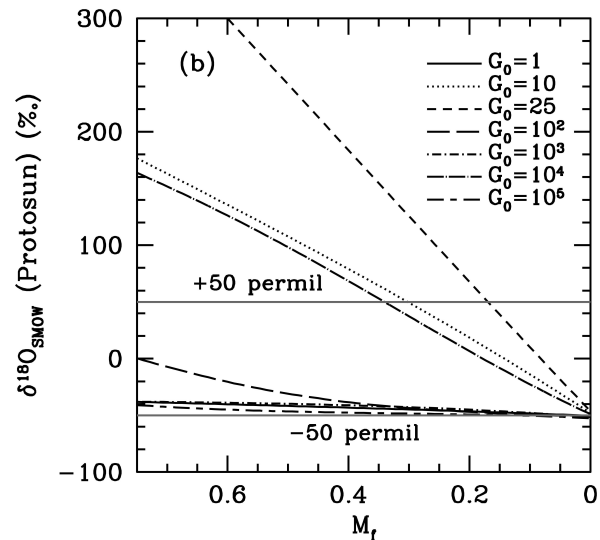 300
200
100
0
−100
δ¹⁸O_SMOW (Protosun) (‰)
(b)
G₀=1
G₀=10
G₀=25
G₀=10²
G₀=10³
G₀=10⁴
G₀=10⁵
+50 permil
−50 permil
0.6 0.4 0.2 0
M_f